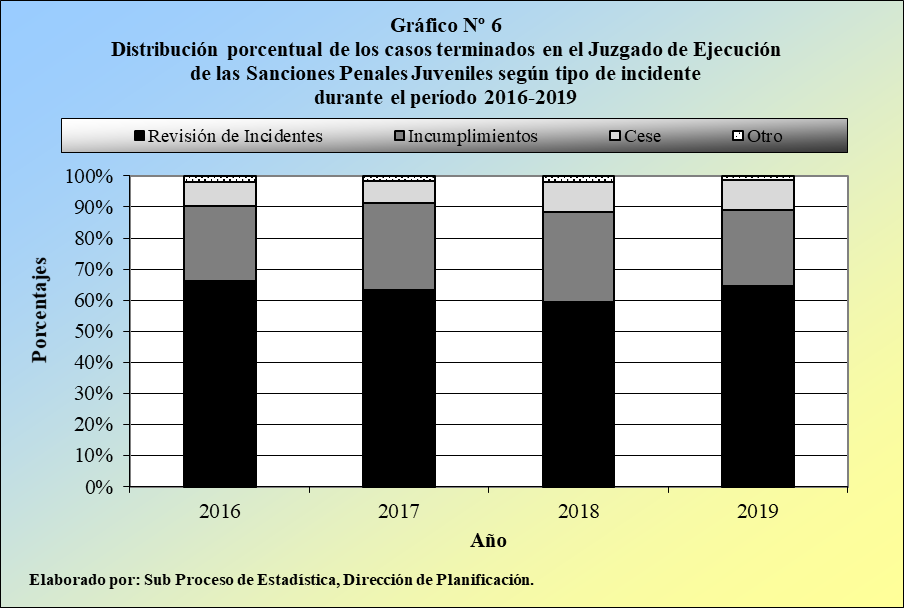 Gráfico Nº 6
Distribución porcentual de los casos terminados en el Juzgado de Ejecución
de las Sanciones Penales Juveniles según tipo de incidente
durante el período 2016-2019
Revisión de Incidentes
Incumplimientos
Cese
Otro
100%
90%
80%
70%
60%
50%
40%
30%
20%
10%
0%
Porcentajes
2016
2017
2018
2019
Año
Elaborado por: Sub Proceso de Estadística, Dirección de Planificación.